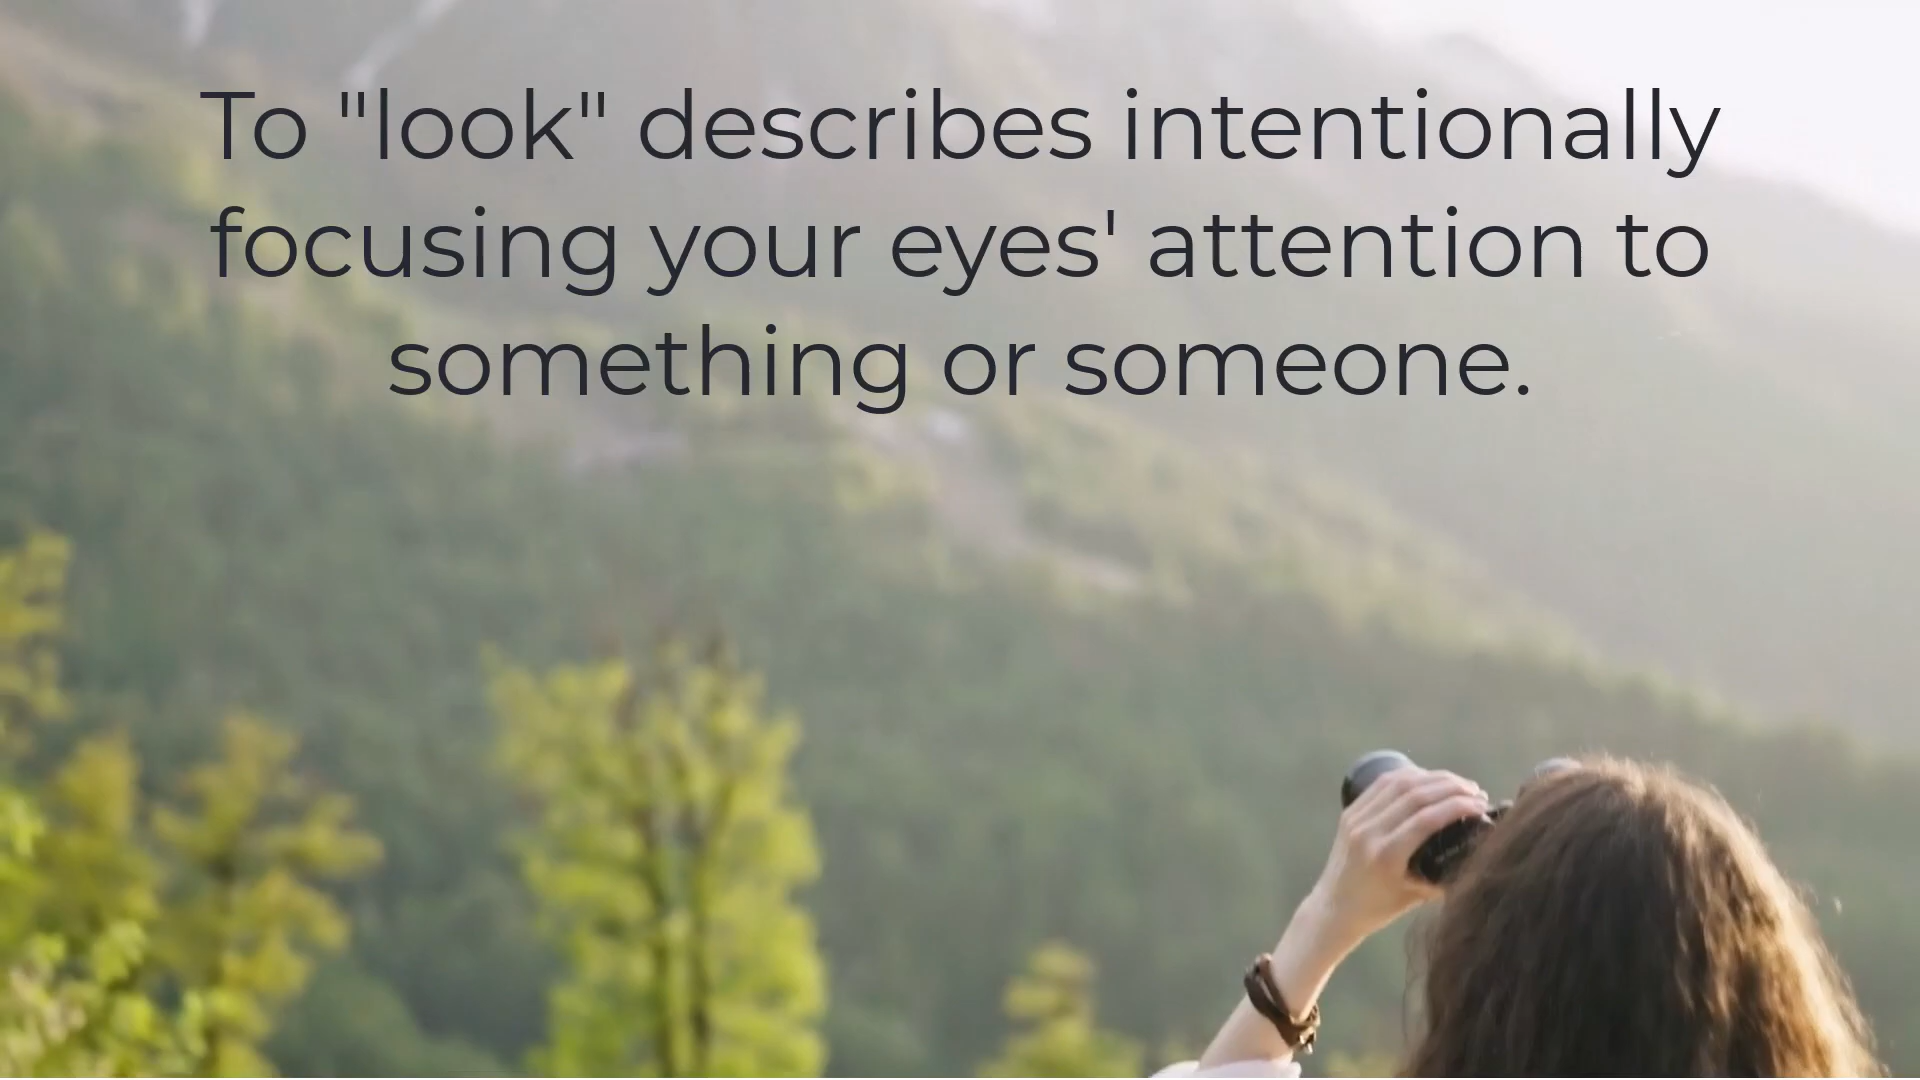 To "look" describes intentionally
focusing your eyes' attention to
something or someone.